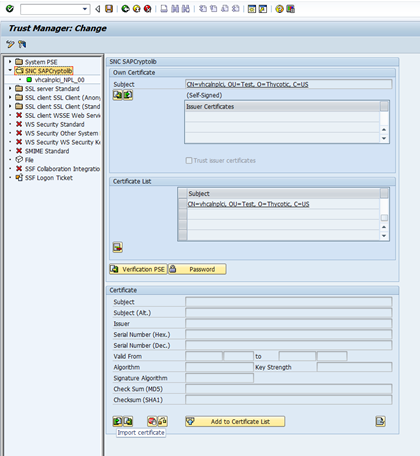 Trust Manager: Change
System PSE
SNC SAPCryptolib
vhcalnplci_NPL_00
SSL server Standard
SSL client SSL Client (Anony
SSL client SSL Client (Stand
SSL client WSSE Web Servic
WS Security Standard
WS Security Other System
WS Security WS Security Ke
SMIME Standard
File
SSF Collaboration Integratio
SSF Logon Ticket
SNC SAPCryptolib
Own Certificate
Subject CN=vhcalnplci, OU=Test, O=Thycotic, C=US
(Self-Signed)
Issuer Certificates
Trust issuer certificates
Certificate List
Subject
CN=vhcalnplci, OU=Test, O=Thycotic, C=US
Verification PSE Password
Certificate
Subject
Subject (Alt.)
Issuer
Serial Number (Hex.)
Serial Number (Dec.)
Valid From to
Algorithm Key Strength
Signature Algorithm
Check Sum (MD5)
Checksum (SHA1)
Add to Certificate List
Import certificate